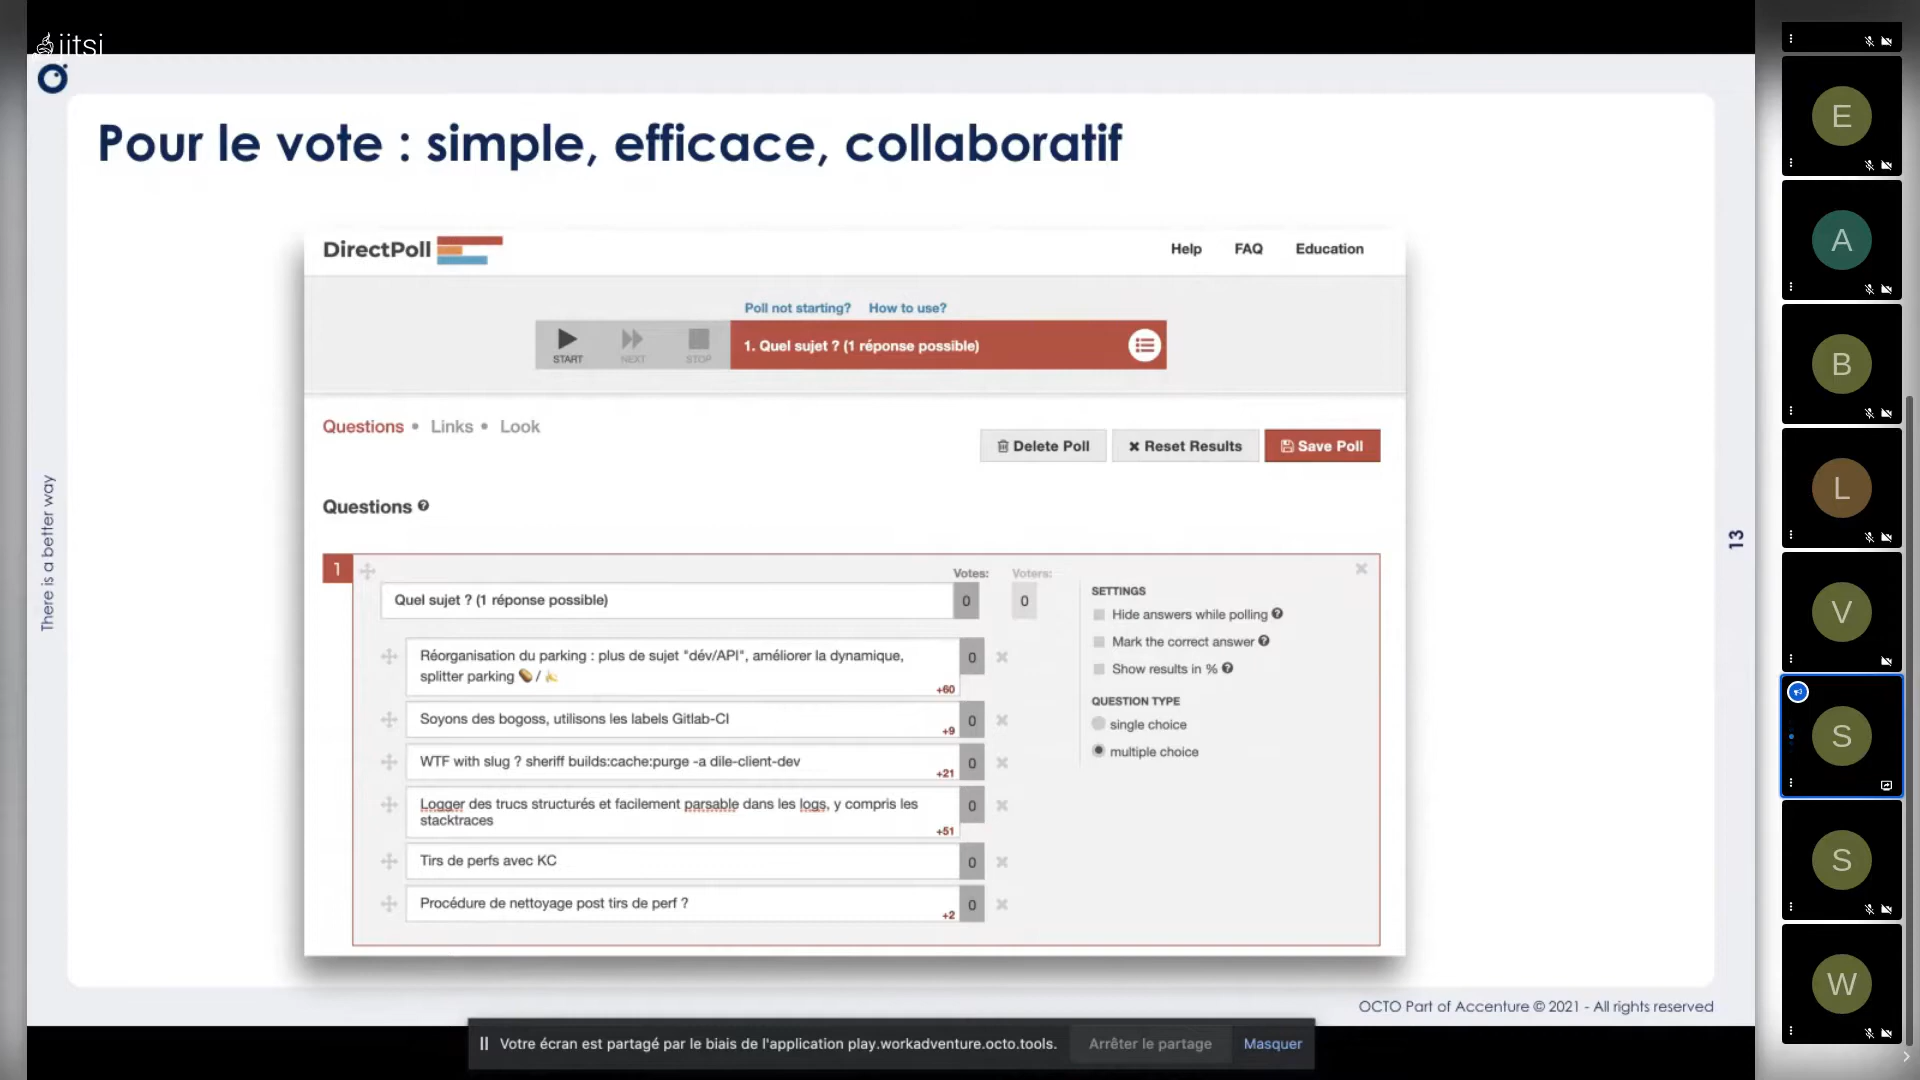 jitsi
Pour le vote : simple, efficace, collaboratif
DirectPoll
Help FAQ Education
Poll not starting? How to use?
START NEXT STOP
1. Quel sujet ? (1 réponse possible)
Questions • Links • Look
Delete Poll Reset Results Save Poll
Questions
1
Votes: Voters:
Quel sujet ? (1 réponse possible) 0 0
Réorganisation du parking : plus de sujet "dév/API", améliorer la dynamique,
splitter parking 🥔 / 🍌 0
+60
Soyons des bogoss, utilisons les labels Gitlab-CI 0
+9
WTF with slug ? sheriff builds:cache:purge -a dile-client-dev 0
+21
Logger des trucs structurés et facilement parsable dans les logs, y compris les
stacktraces 0
+51
Tirs de perfs avec KC 0
Procédure de nettoyage post tirs de perf ? 0
+2
SETTINGS
Hide answers while polling
Mark the correct answer
Show results in %
QUESTION TYPE
single choice
multiple choice
There is a better way
13
OCTO Part of Accenture © 2021 - All rights reserved
Votre écran est partagé par le biais de l'application play.workadventure.octo.tools. Arrêter le partage Masquer
E
A
B
L
V
S
S
W